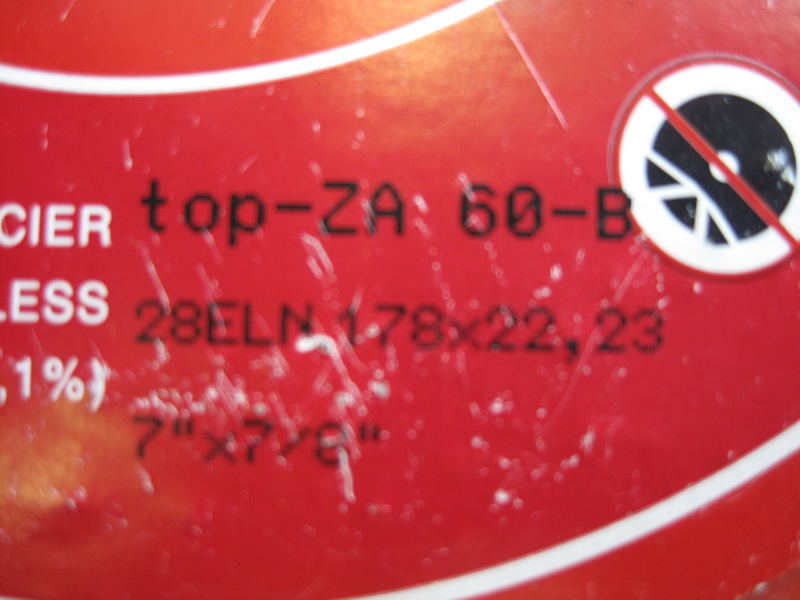 CIER top-ZA 60-B
LESS 28ELN 178x22,23
,1%) 7"x7/8"